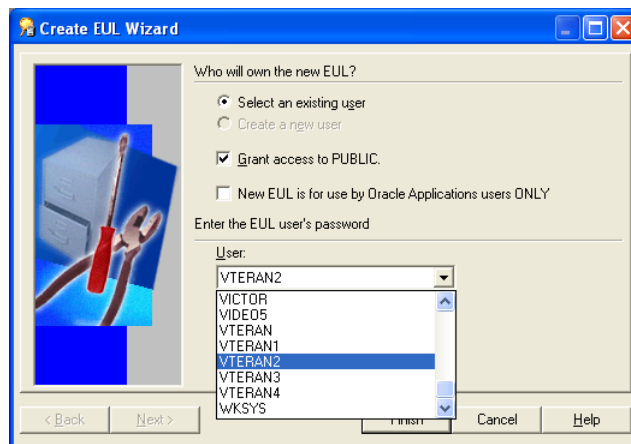 Create EUL Wizard
Who will own the new EUL?
Select an existing user
Create a new user
Grant access to PUBLIC.
New EUL is for use by Oracle Applications users ONLY
Enter the EUL user's password
User:
VTERAN2
VICTOR
VIDEO5
VTERAN
VTERAN1
VTERAN2
VTERAN3
VTERAN4
WKSYS
< Back
Next >
Finish
Cancel
Help